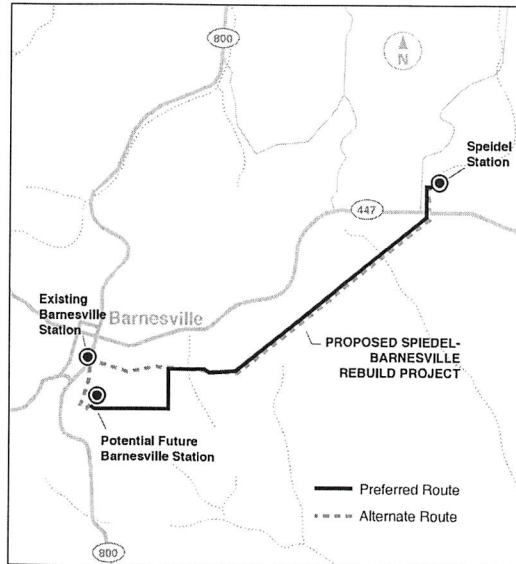 800
N
Speidel
Station
447
Existing
Barnesville
Station
Barnesville
PROPOSED SPIEDEL-
BARNESVILLE
REBUILD PROJECT
Potential Future
Barnesville Station
Preferred Route
Alternate Route
800